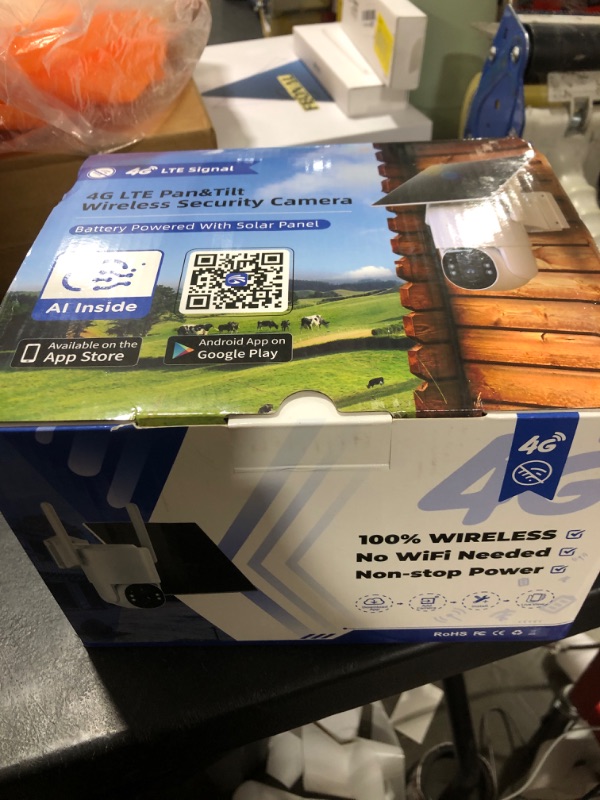 4G LTE Signal
4G LTE Pan&Tilt
Wireless Security Camera
Battery Powered With Solar Panel
AI Inside
Available on the
App Store
Android App on
Google Play
4G
4G
100% WIRELESS
No WiFi Needed
Non-stop Power
RoHS FC CE